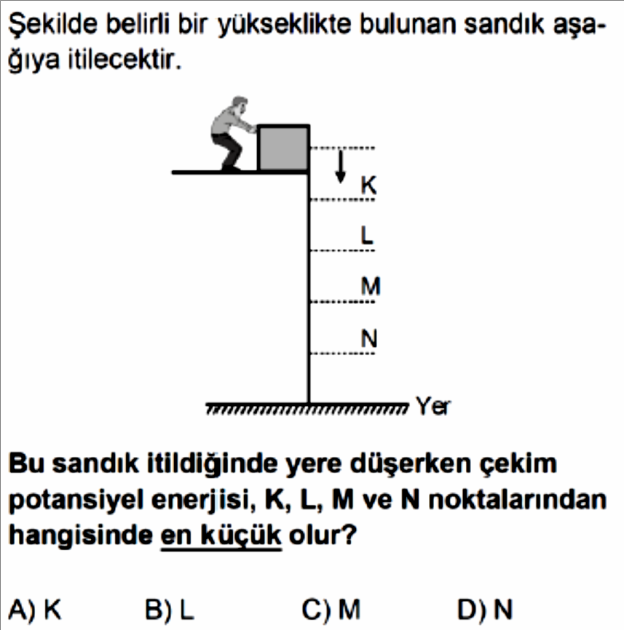 Şekilde belirli bir yükseklikte bulunan sandık aşa-
ğıya itilecektir.
K
L
M
N
Yer
Bu sandık itildiğinde yere düşerken çekim
potansiyel enerjisi, K, L, M ve N noktalarından
hangisinde en küçük olur?
A) K B) L C) M D) N